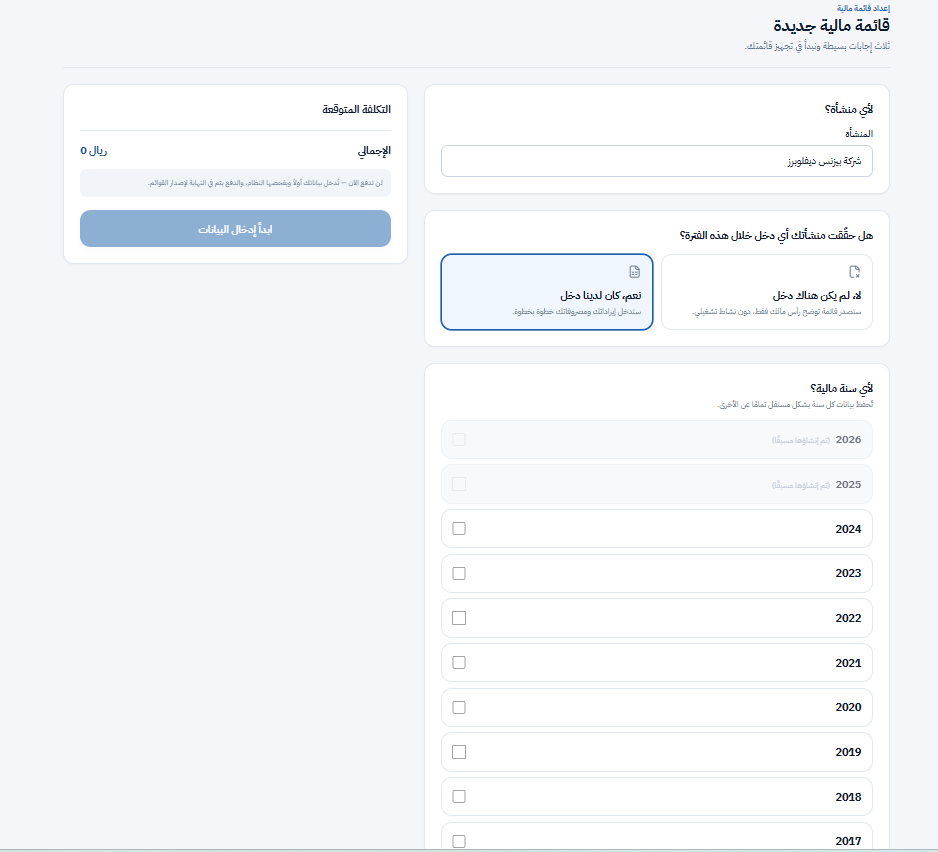 إعداد قائمة مالية
قائمة مالية جديدة
ثلاث إجابات بسيطة ونبدأ في تجهيز قائمتك.
لأي منشأة؟
المنشأة
شركة بيزنس ديفلوبرز
هل حقّقت منشأتك أي دخل خلال هذه الفترة؟
لا، لم يكن هناك دخل
سنصدر قائمة توضح رأس مالك فقط، دون نشاط تشغيلي.
نعم، كان لدينا دخل
ستدخل إيراداتك ومصروفاتك خطوة بخطوة.
لأي سنة مالية؟
تُحفظ بيانات كل سنة بشكل مستقل تمامًا عن الأخرى.
2026 (تم إنشاؤها مسبقًا)
2025 (تم إنشاؤها مسبقًا)
2024
2023
2022
2021
2020
2019
2018
2017
التكلفة المتوقعة
الإجمالي
0 ريال
لن تدفع الآن — تُدخل بياناتك أولاً ويفحصها النظام، والدفع يتم في النهاية لإصدار القوائم.
ابدأ إدخال البيانات